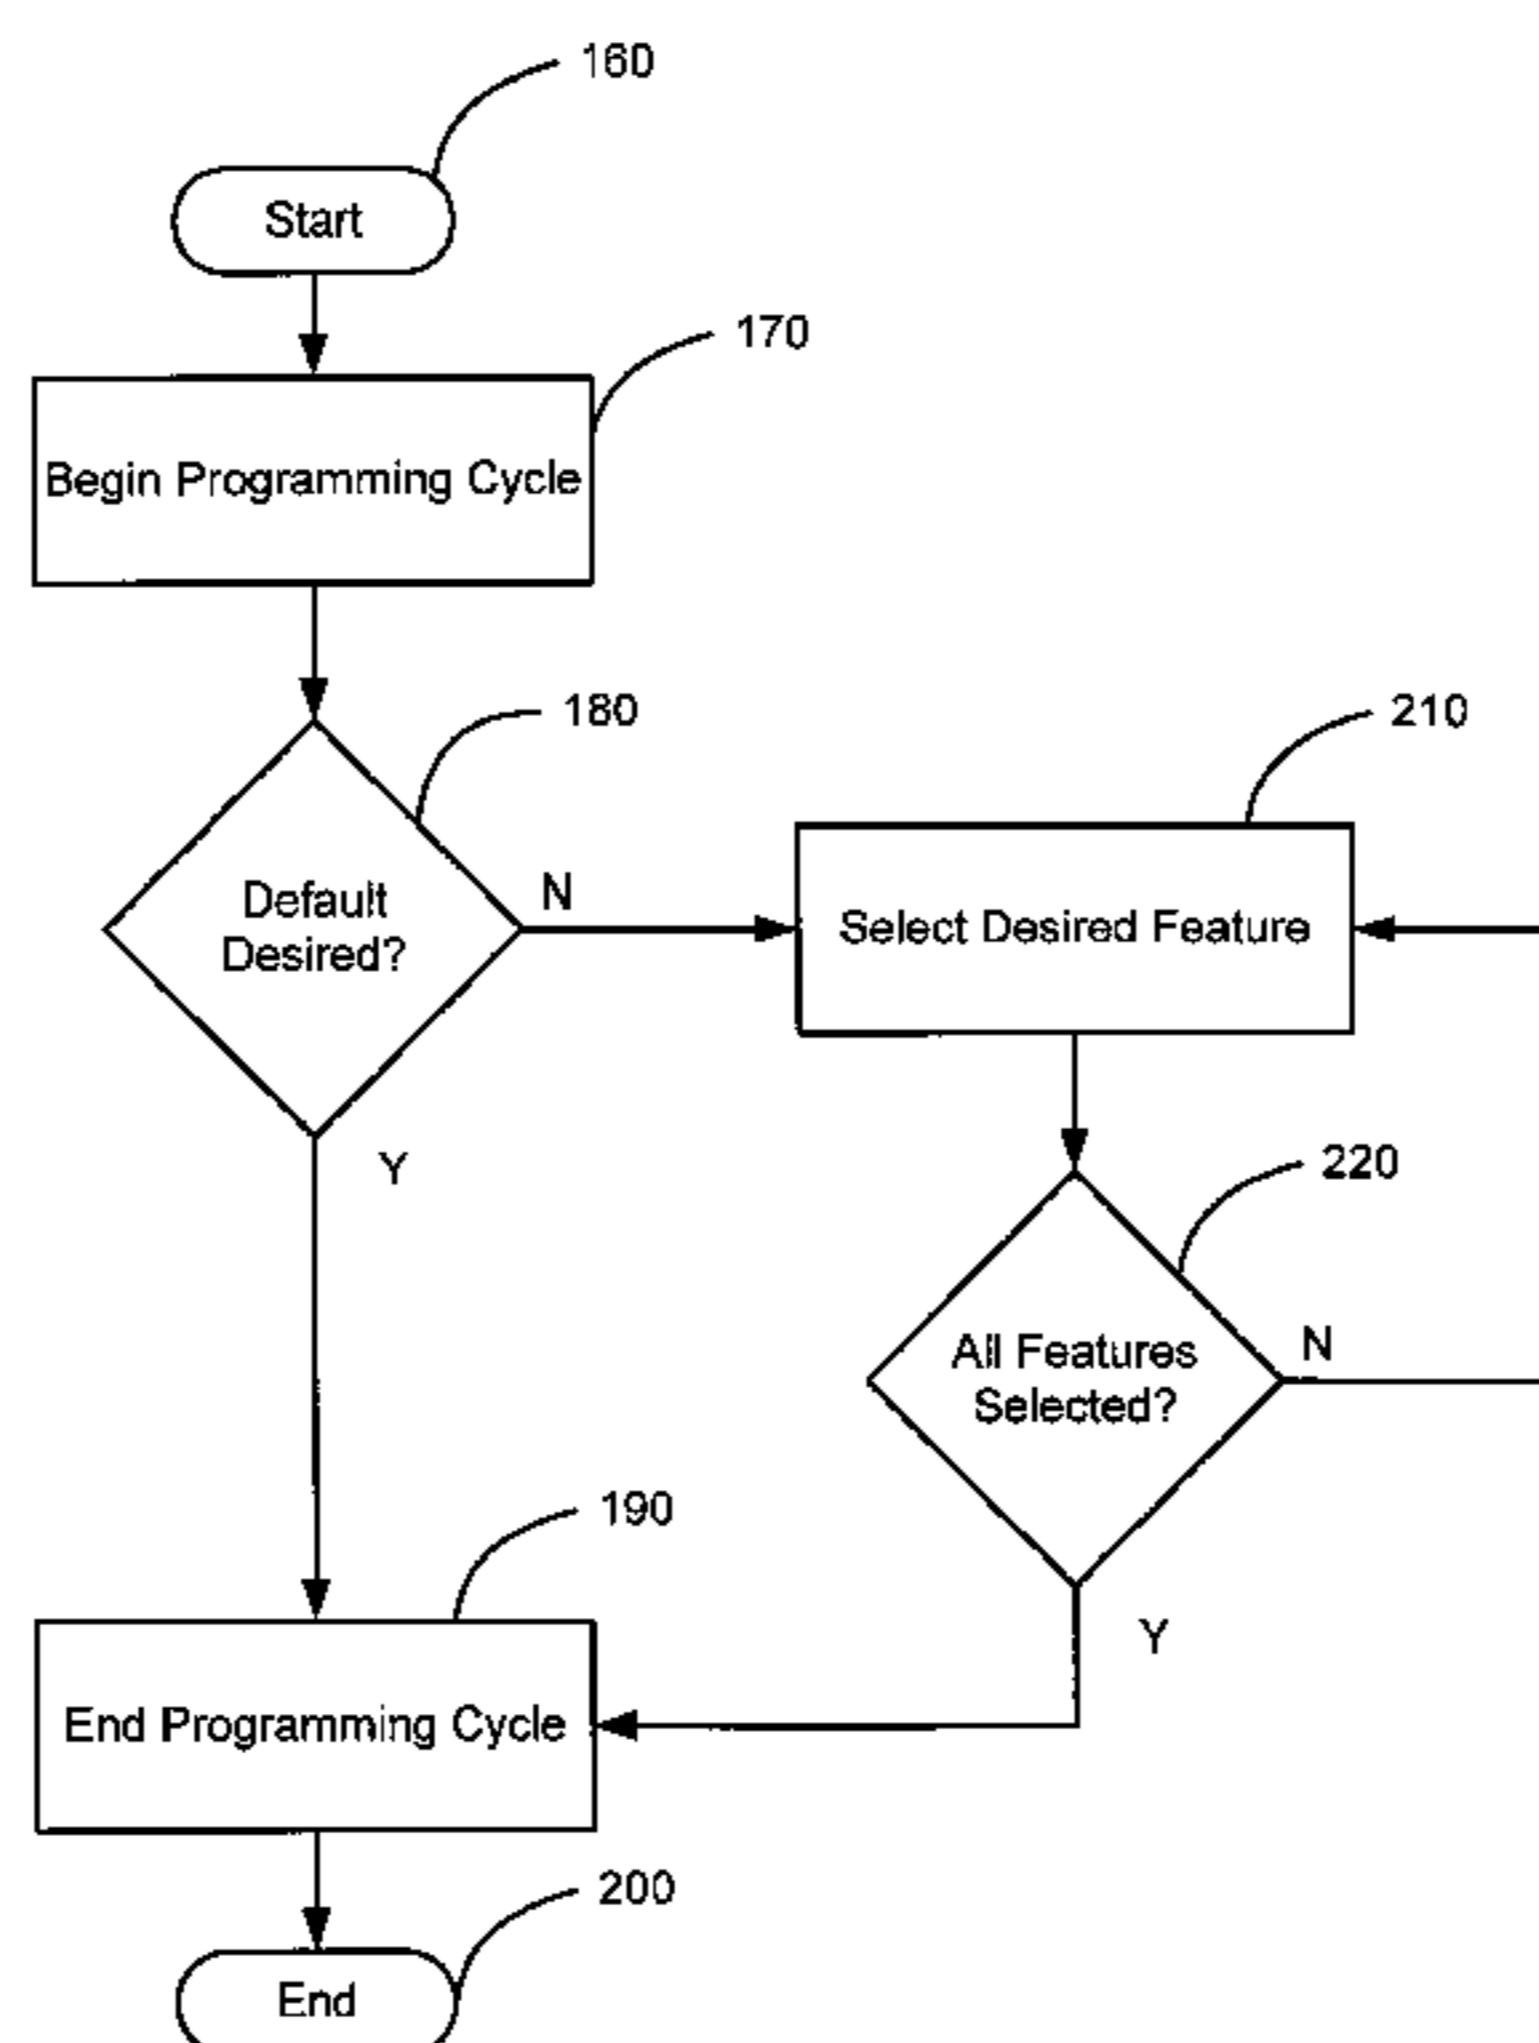 160
Start
170
Begin Programming Cycle
180
210
Default
Desired?
N
Select Desired Feature
Y
220
All Features
Selected?
N
190
Y
End Programming Cycle
200
End